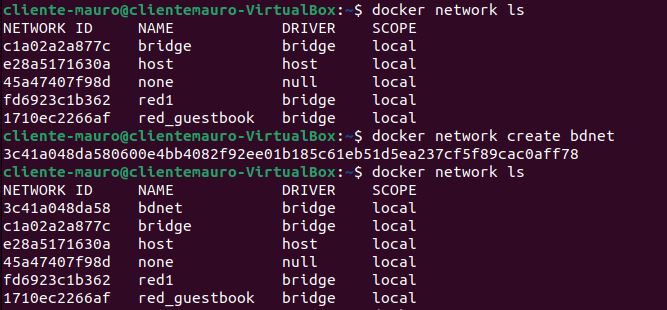 cliente-mauro@clientemauro-VirtualBox:~$ docker network ls
NETWORK ID     NAME            DRIVER    SCOPE
c1a02a2a877c   bridge          bridge    local
e28a5171630a   host            host      local
45a47407f98d   none            null      local
fd6923c1b362   red1            bridge    local
1710ec2266af   red_guestbook   bridge    local
cliente-mauro@clientemauro-VirtualBox:~$ docker network create bdnet
3c41a048da580600e4bb4082f92ee01b185c61eb51d5ea237cf5f89cac0aff78
cliente-mauro@clientemauro-VirtualBox:~$ docker network ls
NETWORK ID     NAME            DRIVER    SCOPE
3c41a048da58   bdnet           bridge    local
c1a02a2a877c   bridge          bridge    local
e28a5171630a   host            host      local
45a47407f98d   none            null      local
fd6923c1b362   red1            bridge    local
1710ec2266af   red_guestbook   bridge    local